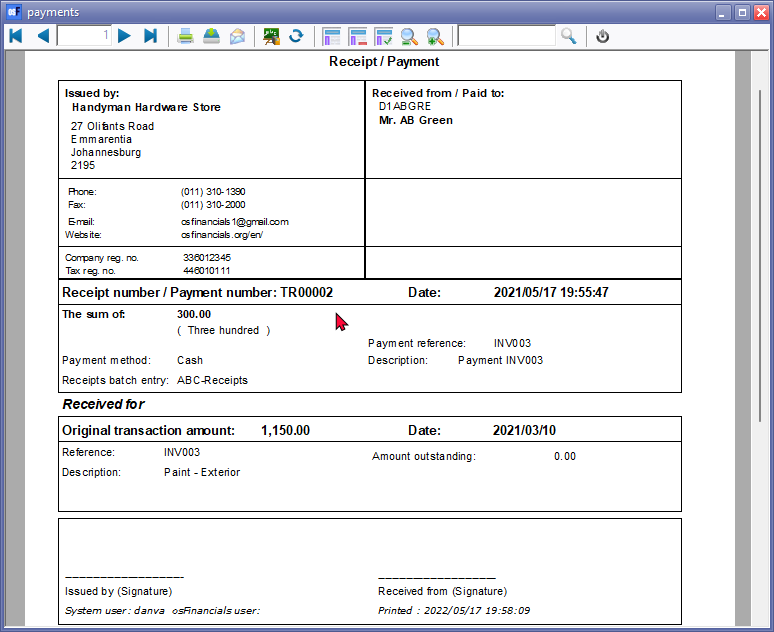 payments
1
Receipt / Payment
Issued by:
Handyman Hardware Store
27 Olifants Road
Emmarentia
Johannesburg
2195
Received from / Paid to:
D1ABGRE
Mr. AB Green
Phone: (011) 310-1390
Fax: (011) 310-2000
E-mail: osfinancials1@gmail.com
Website: osfinancials.org/en/
Company reg. no. 336012345
Tax reg. no. 446010111
Receipt number / Payment number: TR00002 Date: 2021/05/17 19:55:47
The sum of: 300.00
( Three hundred )
Payment reference: INV003
Payment method: Cash Description: Payment INV003
Receipts batch entry: ABC-Receipts
Received for
Original transaction amount: 1,150.00 Date: 2021/03/10
Reference: INV003
Amount outstanding: 0.00
Description: Paint - Exterior
Issued by (Signature) Received from (Signature)
System user: danva osFinancials user: Printed : 2022/05/17 19:58:09